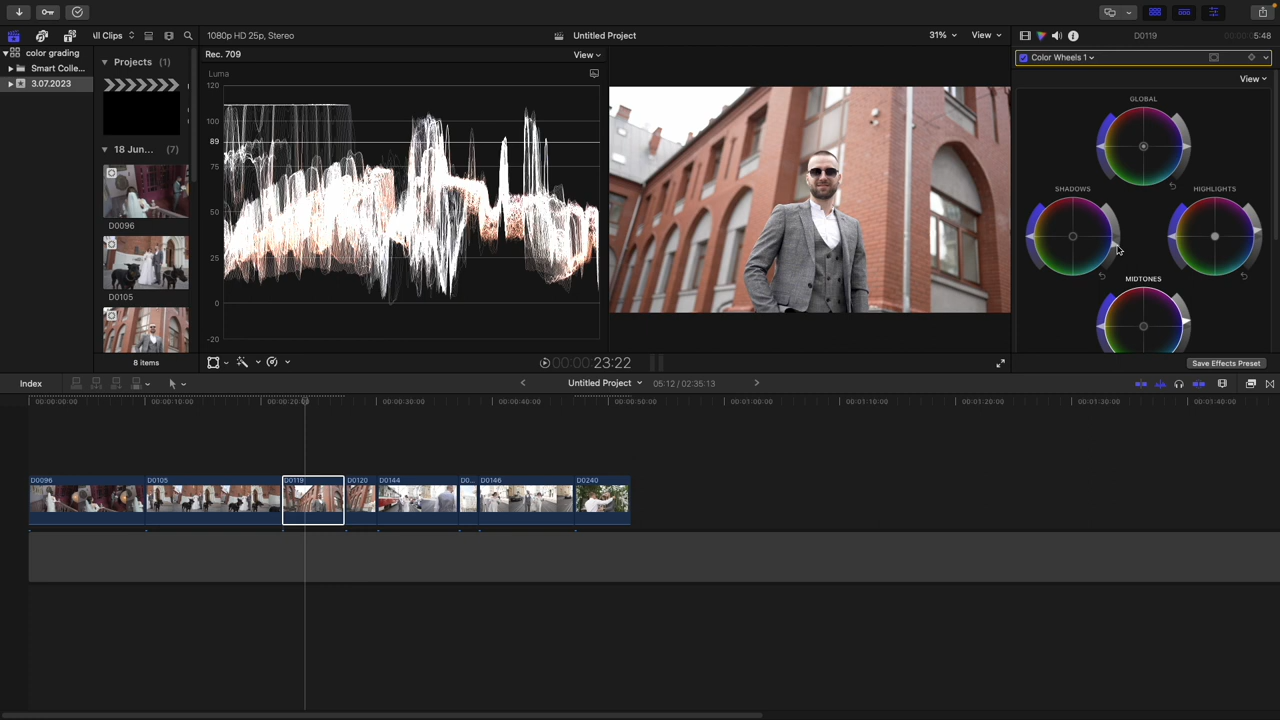 ll Clips
1080p HD 25p, Stereo
Untitled Project
31%
View
D0119
5:48
color grading
Smart Colle...
3.07.2023
Projects (1)
18 Jun... (7)
D0096
D0105
8 items
Rec. 709
View
Luma
120
100
89
75
50
25
0
-20
Color Wheels 1
View
GLOBAL
SHADOWS
HIGHLIGHTS
MIDTONES
Save Effects Preset
00:00:23:22
Index
Untitled Project
05:12 / 02:35:13
00:00:00:00
00:00:10:00
00:00:20:00
00:00:30:00
00:00:40:00
00:00:50:00
00:01:00:00
00:01:10:00
00:01:20:00
00:01:30:00
00:01:40:00
D0096
D0105
D0119
D0120
D0144
D0...
D0146
D0240